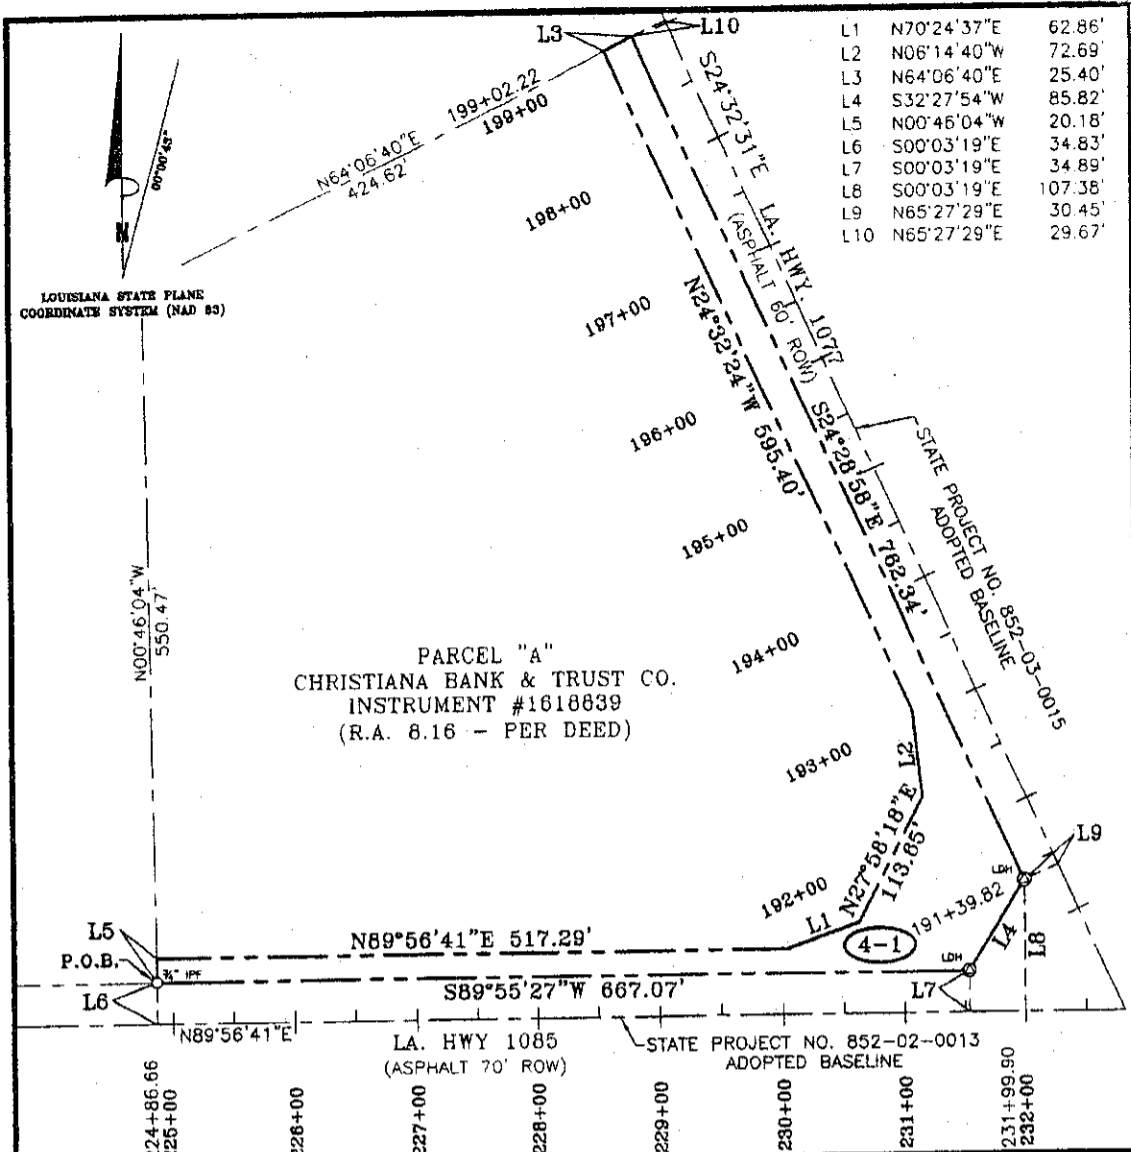 L1 N70°24'37"E 62.86'
L2 N06°14'40"W 72.69'
L3 N64°06'40"E 25.40'
L4 S32°27'54"W 85.82'
L5 N00°46'04"W 20.18'
L6 S00°03'19"E 34.83'
L7 S00°03'19"E 34.89'
L8 S00°03'19"E 107.38'
L9 N65°27'29"E 30.45'
L10 N65°27'29"E 29.67'
L3
L10
00°00'43"
N
LOUISIANA STATE PLANE
COORDINATE SYSTEM (NAD 83)
N64°06'40"E
424.62'
199+02.22
199+00
198+00
197+00
196+00
195+00
194+00
193+00
192+00
191+39.82
S24°32'31"E LA. HWY. 1077
(ASPHALT 60' ROW)
N24°32'24"W 595.40'
S24°28'58"E 762.34'
STATE PROJECT NO. 852-03-0015
ADOPTED BASELINE
N00°46'04"W
550.47'
PARCEL "A"
CHRISTIANA BANK & TRUST CO.
INSTRUMENT #1618839
(R.A. 8.16 - PER DEED)
L2
N27°58'18"E
113.65'
L1
4-1
L9
LDH
L4
L8
LDH
L7
L5
P.O.B.
¾" IPF
L6
N89°56'41"E 517.29'
S89°55'27"W 667.07'
N89°56'41"E
LA. HWY 1085
(ASPHALT 70' ROW)
STATE PROJECT NO. 852-02-0013
ADOPTED BASELINE
224+86.66
225+00
226+00
227+00
228+00
229+00
230+00
231+00
231+99.90
232+00